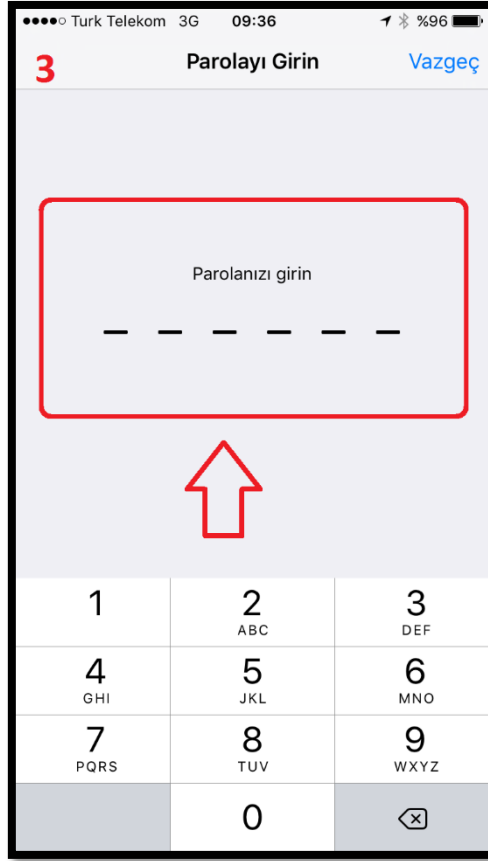 Turk Telekom 3G 09:36 %96
3 Parolayı Girin Vazgeç
Parolanızı girin
1 2 3
ABC DEF
4 5 6
GHI JKL MNO
7 8 9
PQRS TUV WXYZ
0